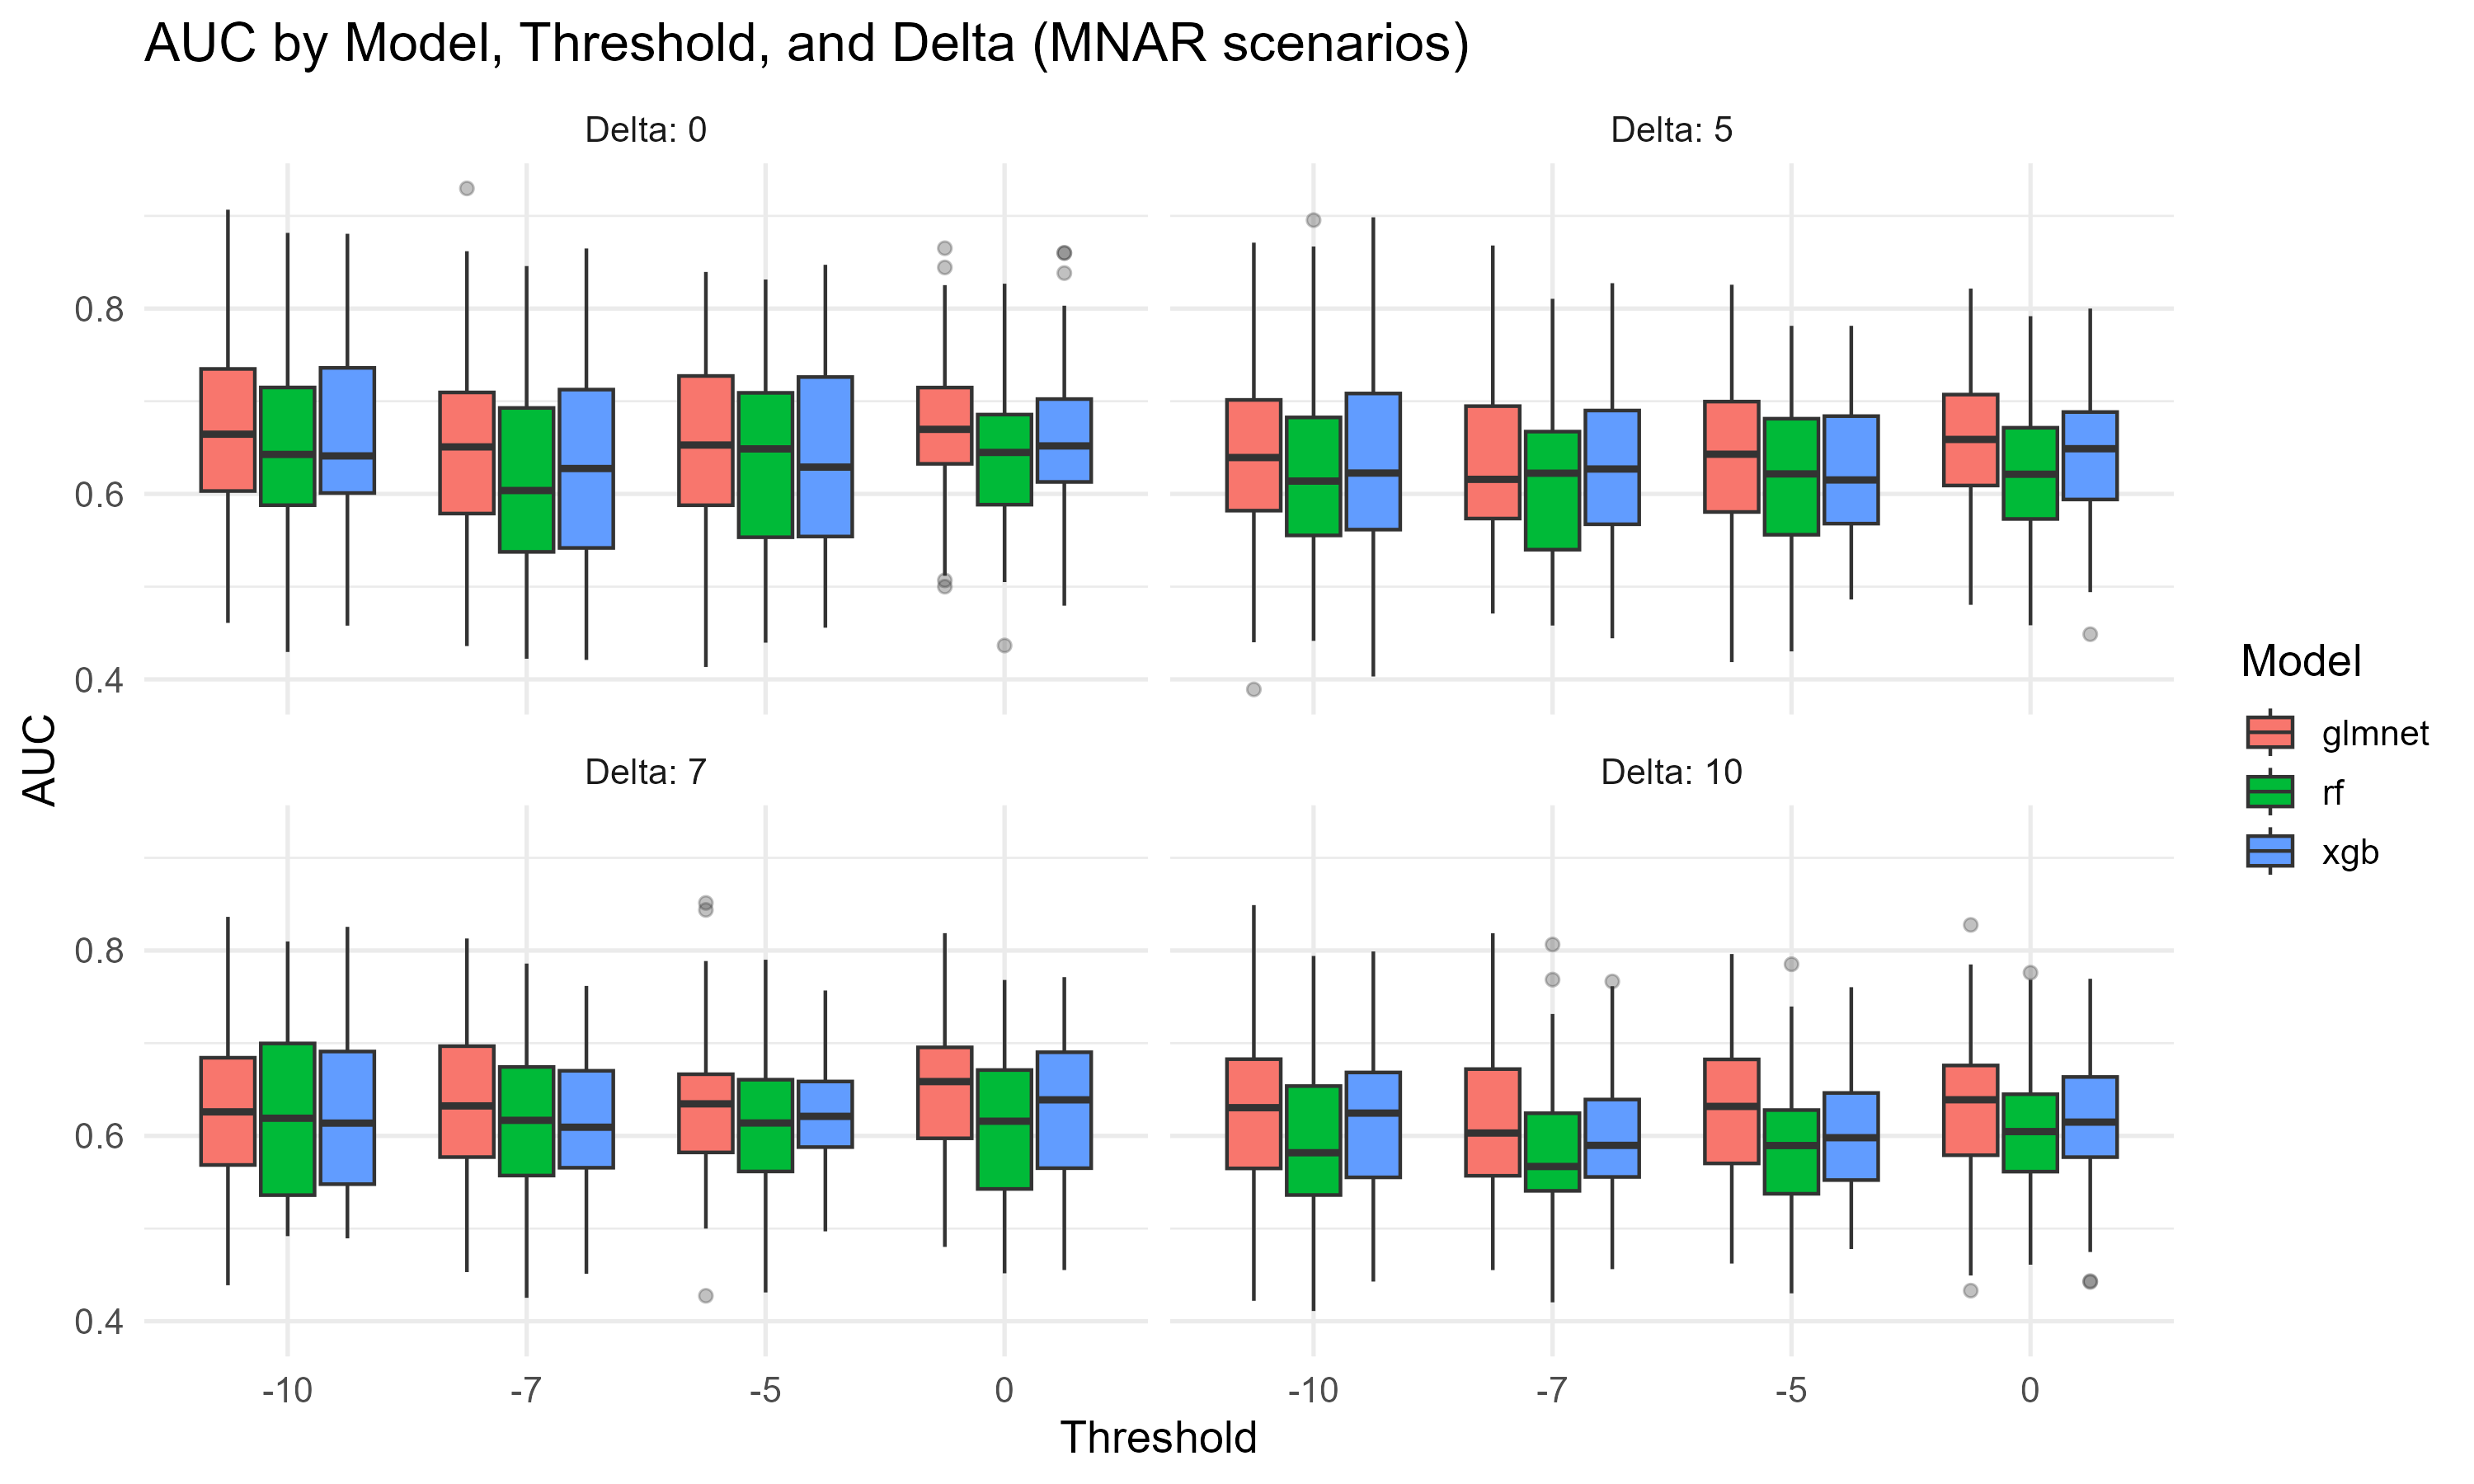 AUC by Model, Threshold, and Delta (MNAR scenarios)
Delta: 0
Delta: 5
0.8
0.6
0.4
Delta: 7
Delta: 10
0.8
0.6
0.4
AUC
-10
-7
-5
0
-10
-7
-5
0
Threshold
Model
glmnet
rf
xgb